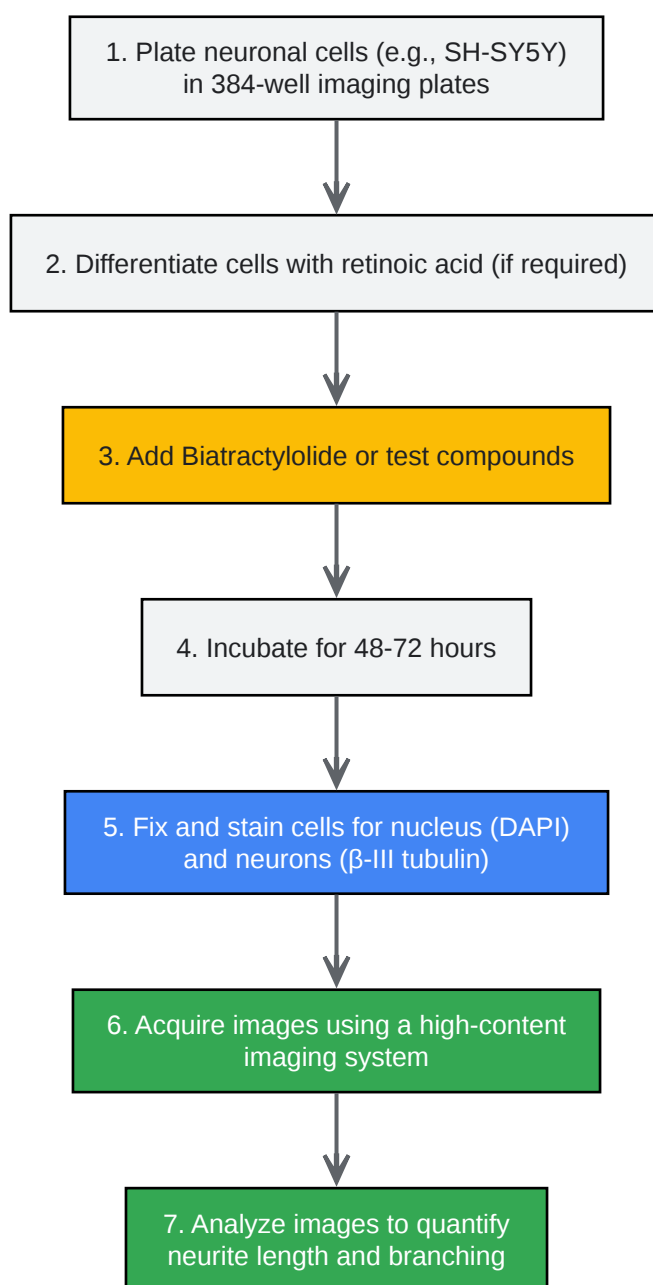 1. Plate neuronal cells (e.g., SH-SY5Y)
in 384-well imaging plates
2. Differentiate cells with retinoic acid (if required)
3. Add Biatractylolide or test compounds
4. Incubate for 48-72 hours
5. Fix and stain cells for nucleus (DAPI)
and neurons (β-III tubulin)
6. Acquire images using a high-content
imaging system
7. Analyze images to quantify
neurite length and branching